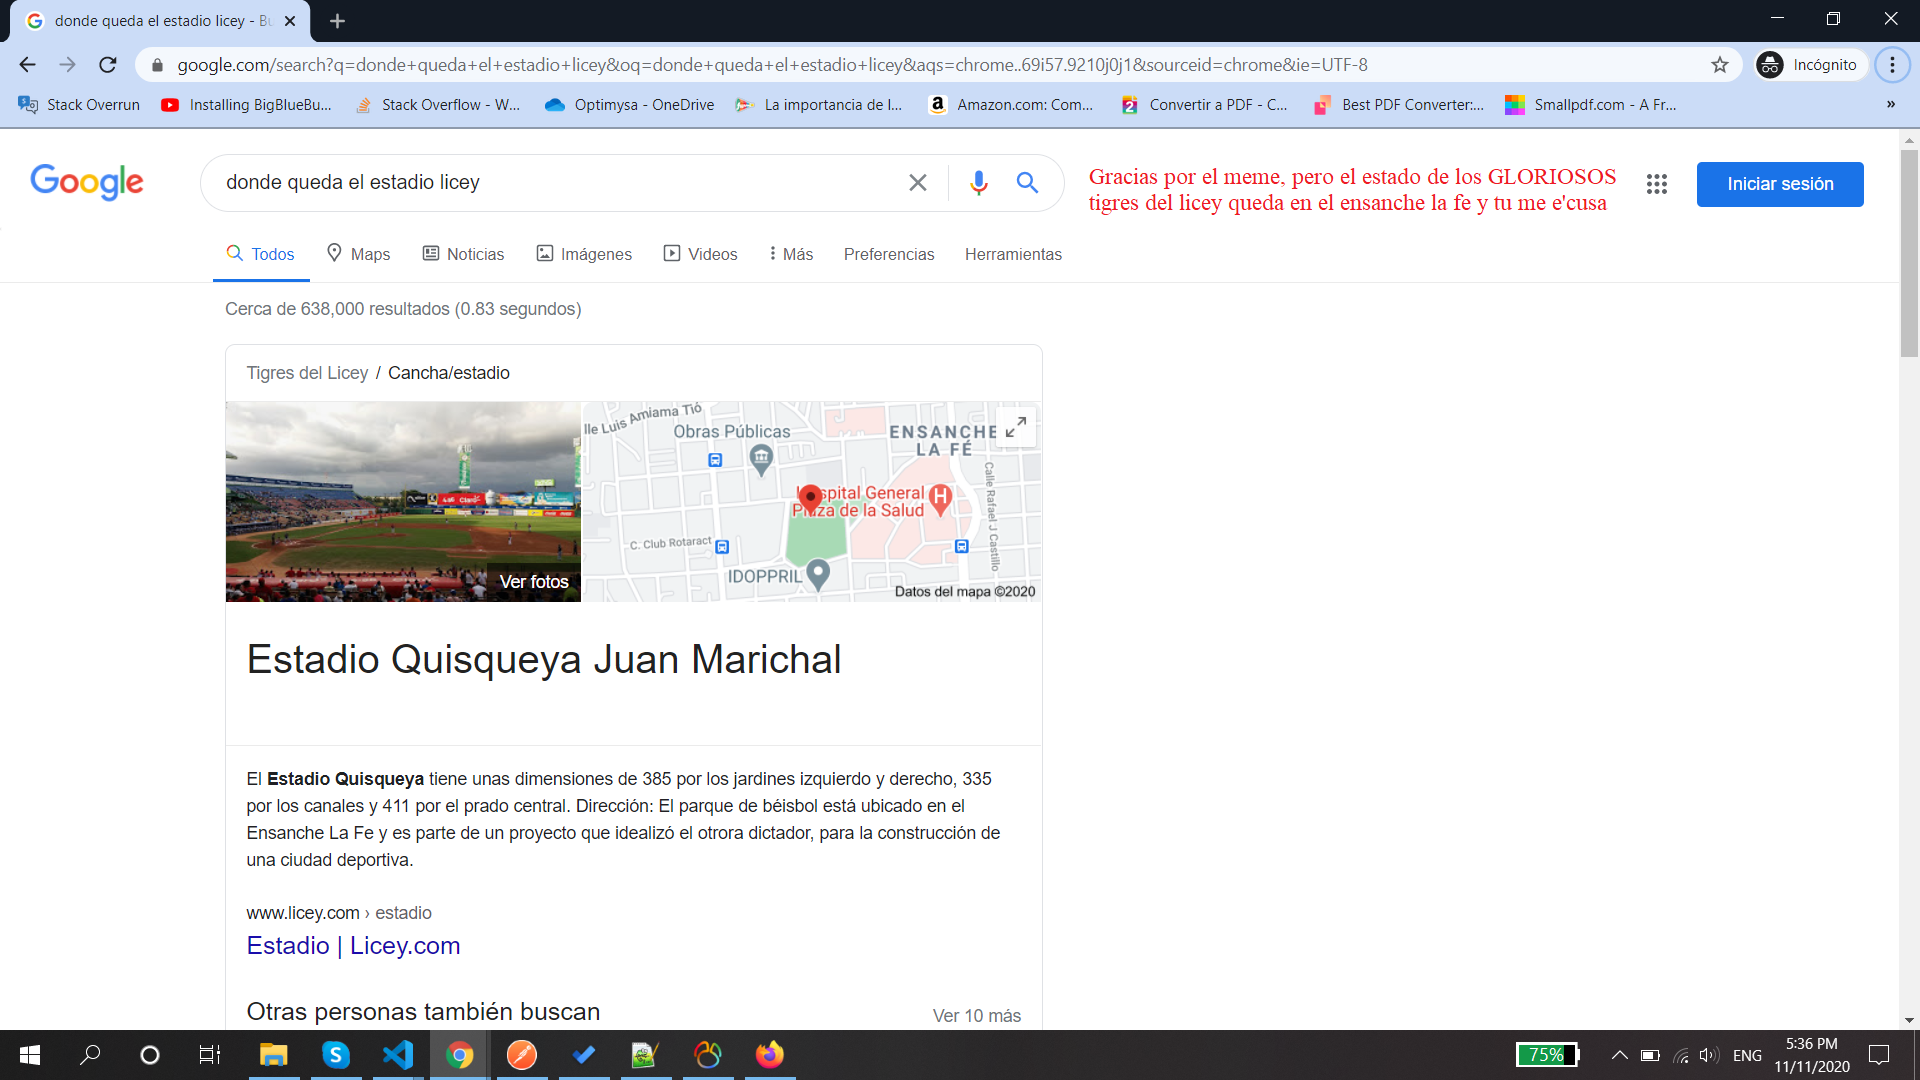 donde queda el estadio licey - Bu
google.com/search?q=donde+queda+el+estadio+licey&oq=donde+queda+el+estadio+licey&aqs=chrome..69i57.9210j0j1&sourceid=chrome&ie=UTF-8
Incógnito
Stack Overrun
Installing BigBlueBu...
Stack Overflow - W...
Optimysa - OneDrive
La importancia de l...
Amazon.com: Com...
Convertir a PDF - C...
Best PDF Converter:...
Smallpdf.com - A Fr...
»
Google
donde queda el estadio licey
Gracias por el meme, pero el estado de los GLORIOSOS
tigres del licey queda en el ensanche la fe y tu me e'cusa
Iniciar sesión
Todos
Maps
Noticias
Imágenes
Videos
Más
Preferencias
Herramientas
Cerca de 638,000 resultados (0.83 segundos)
Tigres del Licey / Cancha/estadio
Claro
Ver fotos
lle Luis Amiama Tió
Obras Públicas
ENSANCHE
LA FÉ
Calle Rafael J Castillo
spital General
za de la Salud
H
C. Club Rotaract
IDOPPRIL
Datos del mapa ©2020
Estadio Quisqueya Juan Marichal
El Estadio Quisqueya tiene unas dimensiones de 385 por los jardines izquierdo y derecho, 335
por los canales y 411 por el prado central. Dirección: El parque de béisbol está ubicado en el
Ensanche La Fe y es parte de un proyecto que idealizó el otrora dictador, para la construcción de
una ciudad deportiva.
www.licey.com › estadio
Estadio | Licey.com
Otras personas también buscan
Ver 10 más
75%
ENG
5:36 PM
11/11/2020